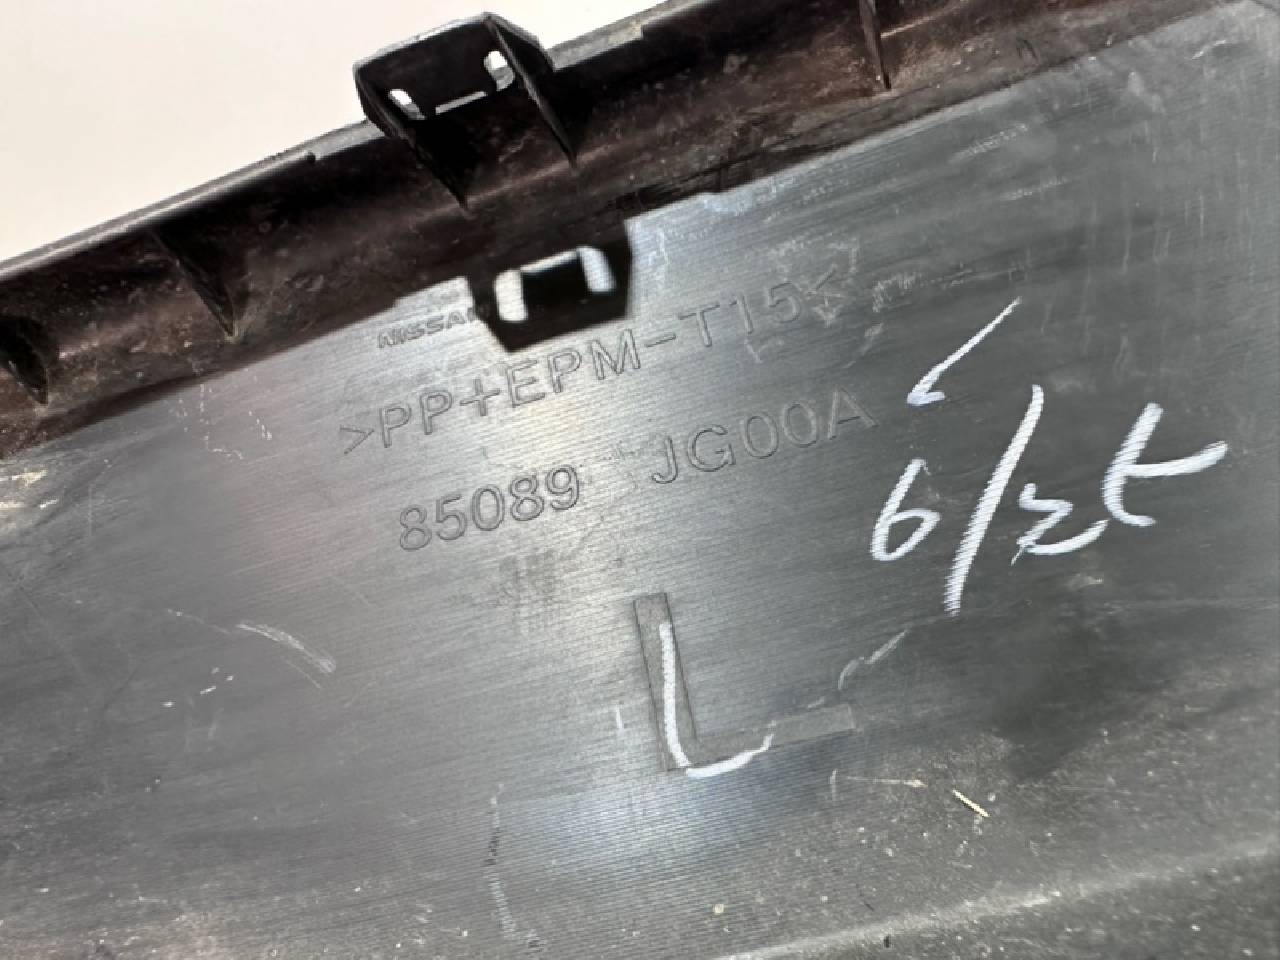 NISSAN
>PP+EPM-T15<
85089 JG00A
L